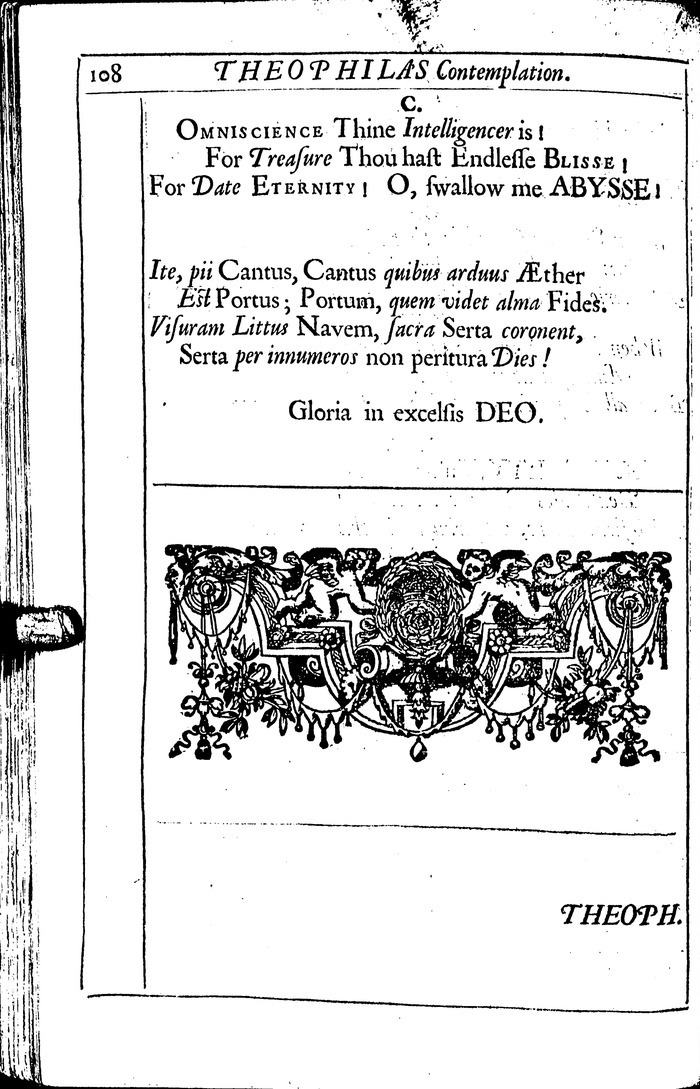 108 THEOPHILA'S Contemplation.
C.
OMNISCIENCE Thine Intelligencer is!
For Treaſure Thou haſt Endleſſe BLISSE!
For Date ETERNITY! O, ſwallow me ABYSSE!
Ite, pii Cantus, Cantus quibus arduus Æther
Eſt Portus; Portum, quem videt alma Fides.
Viſuram Littus Navem, ſacra Serta coronent,
Serta per innumeros non peritura Dies!
Gloria in excelſis DEO.
THEOPH.